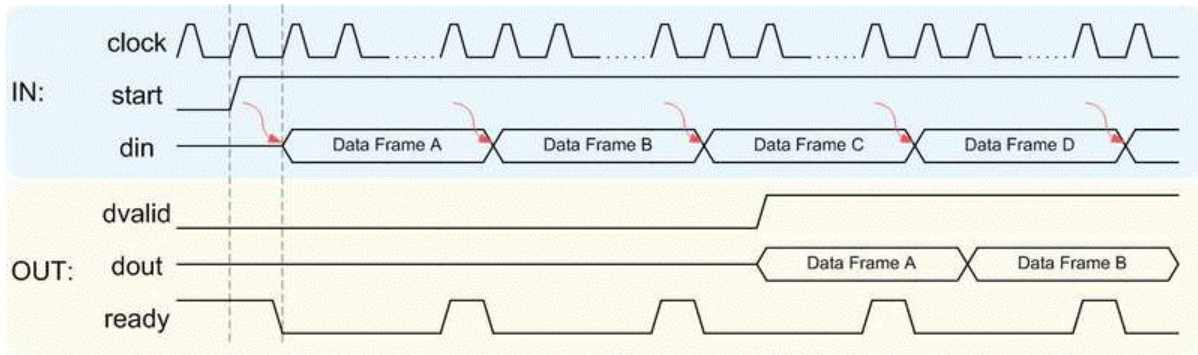 clock
IN:
start
din
Data Frame A
Data Frame B
Data Frame C
Data Frame D
dvalid
OUT:
dout
Data Frame A
Data Frame B
ready